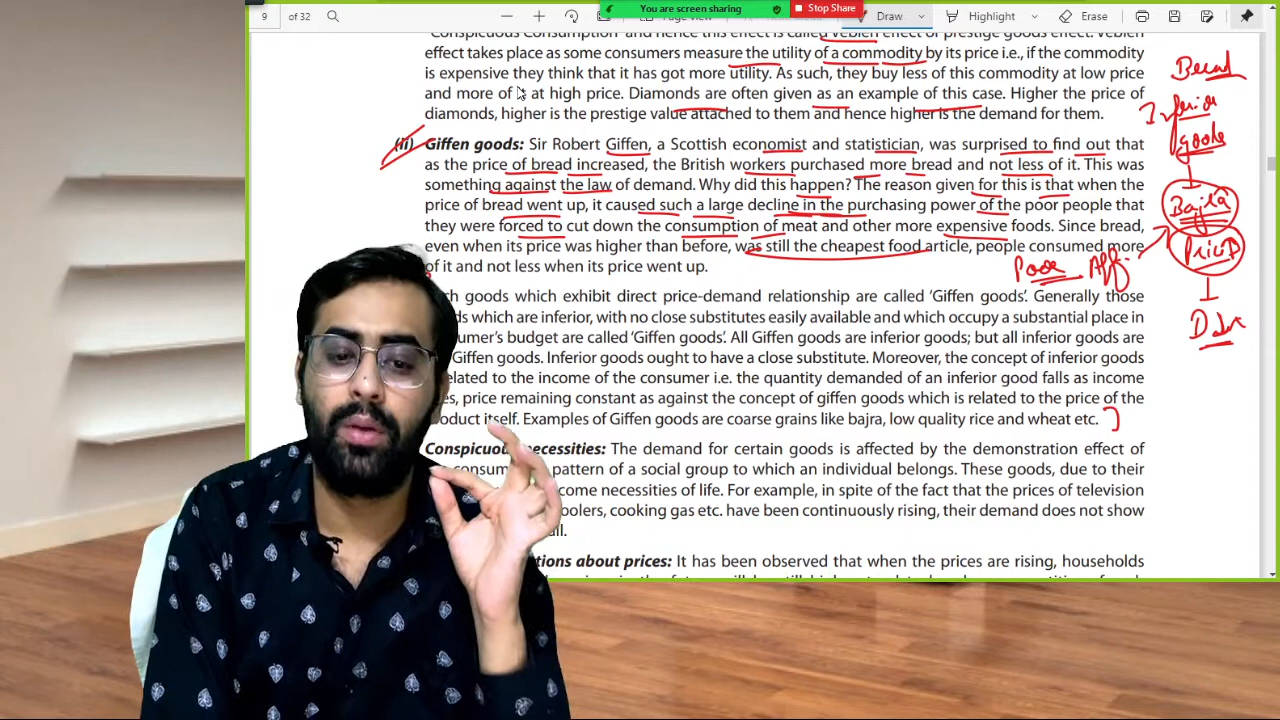 9 of 32
Page view
You are screen sharing
Stop Share
Draw
Highlight
Erase
Conspicuous Consumption' and hence this effect is called Veblen effect or prestige goods effect. Veblen
effect takes place as some consumers measure the utility of a commodity by its price i.e., if the commodity
is expensive they think that it has got more utility. As such, they buy less of this commodity at low price
and more of it at high price. Diamonds are often given as an example of this case. Higher the price of
diamonds, higher is the prestige value attached to them and hence higher is the demand for them.
(ii) Giffen goods: Sir Robert Giffen, a Scottish economist and statistician, was surprised to find out that
as the price of bread increased, the British workers purchased more bread and not less of it. This was
something against the law of demand. Why did this happen? The reason given for this is that when the
price of bread went up, it caused such a large decline in the purchasing power of the poor people that
they were forced to cut down the consumption of meat and other more expensive foods. Since bread,
even when its price was higher than before, was still the cheapest food article, people consumed more
of it and not less when its price went up.
goods which exhibit direct price-demand relationship are called 'Giffen goods'. Generally those
which are inferior, with no close substitutes easily available and which occupy a substantial place in
budget are called 'Giffen goods'. All Giffen goods are inferior goods; but all inferior goods are
Giffen goods. Inferior goods ought to have a close substitute. Moreover, the concept of inferior goods
related to the income of the consumer i.e. the quantity demanded of an inferior good falls as income
price remaining constant as against the concept of giffen goods which is related to the price of the
itself. Examples of Giffen goods are coarse grains like bajra, low quality rice and wheat etc.
Conspicuous necessities: The demand for certain goods is affected by the demonstration effect of
pattern of a social group to which an individual belongs. These goods, due to their
necessities of life. For example, in spite of the fact that the prices of television
coolers, cooking gas etc. have been continuously rising, their demand does not show
about prices: It has been observed that when the prices are rising, households
Bread
Inferior
goods
Bajra
Price
Poor
Aff.